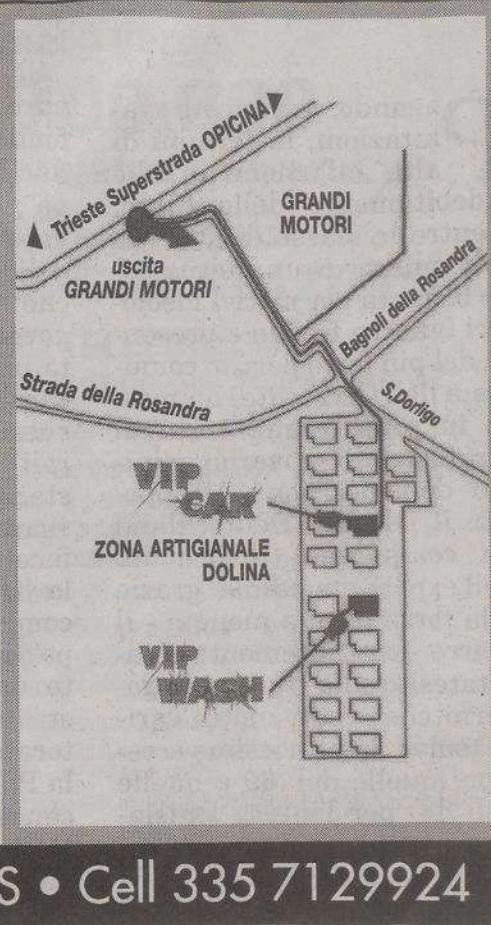 Trieste Superstrada OPICINA
GRANDI
MOTORI
uscita
GRANDI MOTORI
Bagnoli della Rosandra
Strada della Rosandra
S.Dorligo
VIP
CAR
ZONA ARTIGIANALE
DOLINA
VIP
WASH
S • Cell 335 7129924